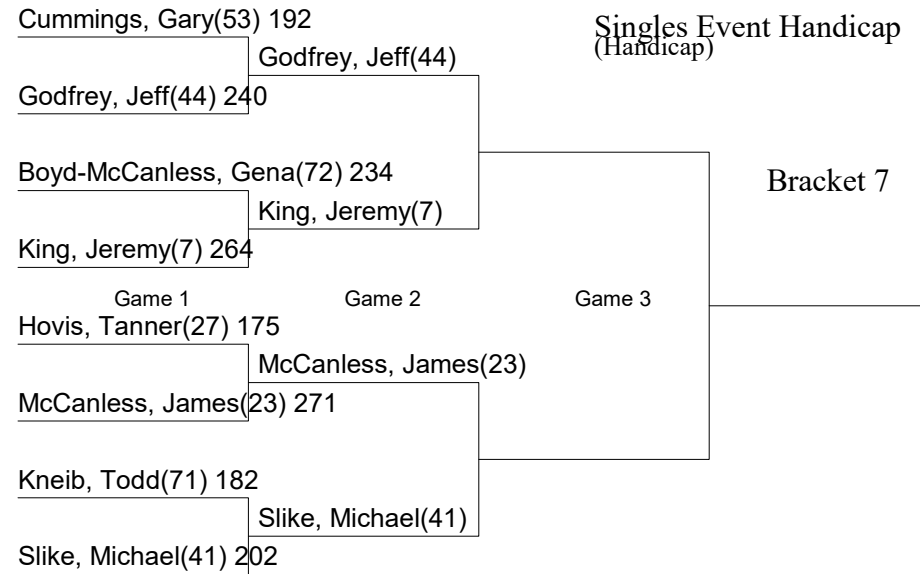 Cummings, Gary(53) 192
Singles Event Handicap
(Handicap)
Godfrey, Jeff(44)
Godfrey, Jeff(44) 240
Boyd-McCanless, Gena(72) 234
Bracket 7
King, Jeremy(7)
King, Jeremy(7) 264
Game 1 Game 2 Game 3
Hovis, Tanner(27) 175
McCanless, James(23)
McCanless, James(23) 271
Kneib, Todd(71) 182
Slike, Michael(41)
Slike, Michael(41) 202